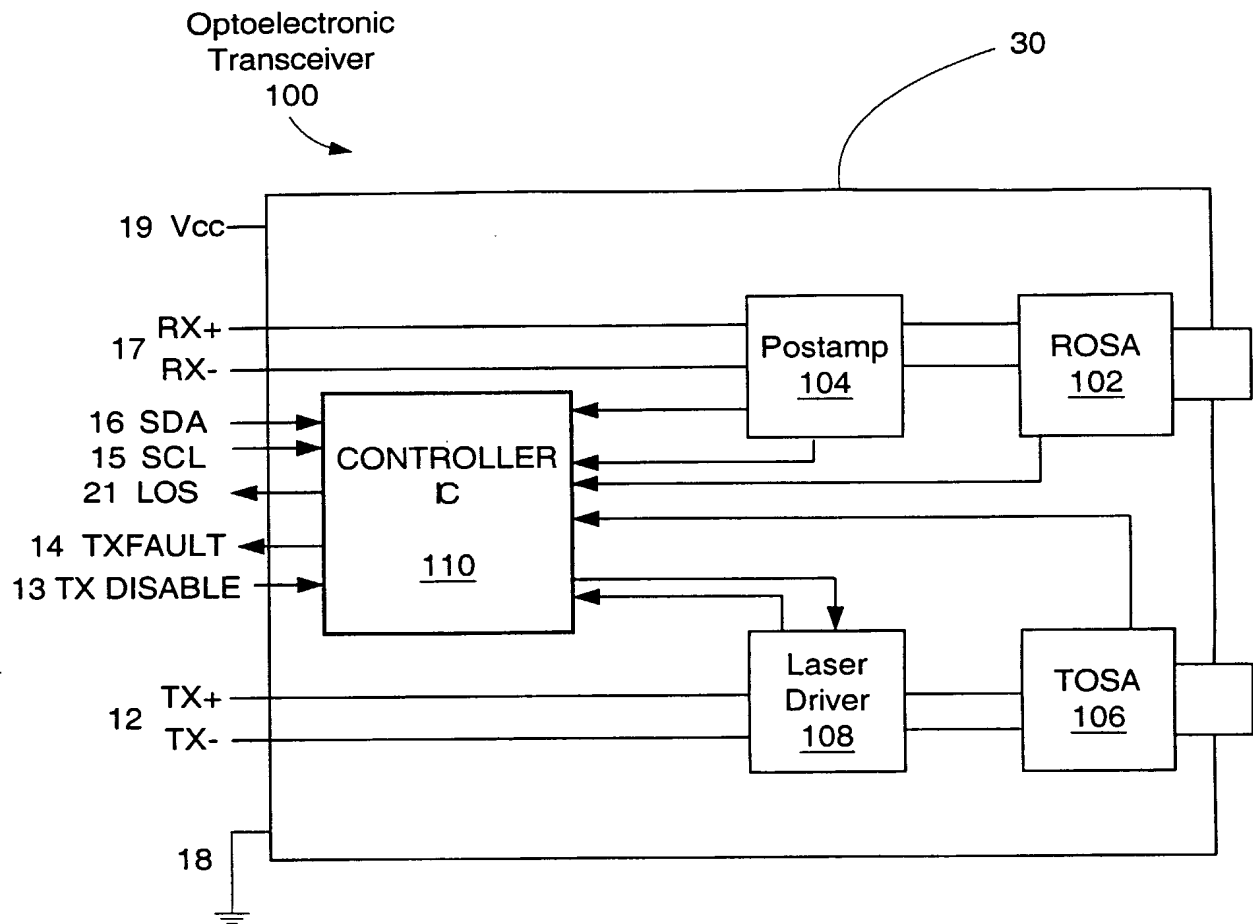 Optoelectronic
Transceiver
100
30
19 Vcc
RX+
17
RX-
Postamp
104
ROSA
102
16 SDA
15 SCL
21 LOS
14 TXFAULT
13 TX DISABLE
CONTROLLER
IC
110
TX+
12
TX-
Laser
Driver
108
TOSA
106
18